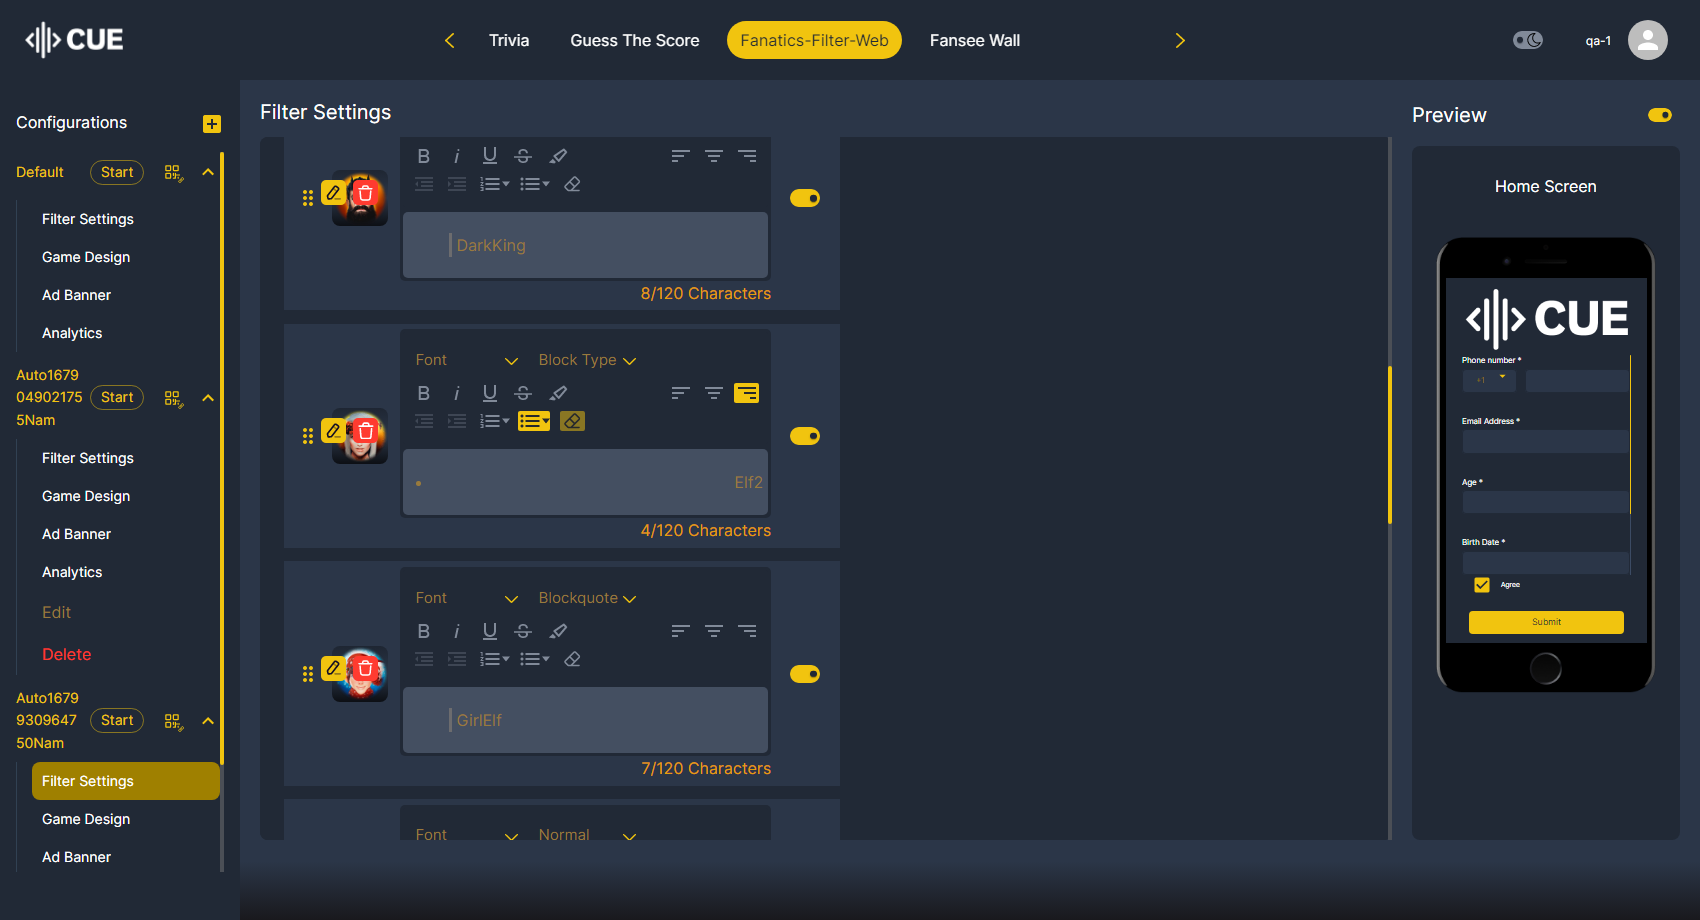 CUE
Trivia
Guess The Score
Fanatics-Filter-Web
Fansee Wall
qa-1
Configurations
Default
Start
Filter Settings
Game Design
Ad Banner
Analytics
Auto1679
04902175
5Nam
Start
Filter Settings
Game Design
Ad Banner
Analytics
Edit
Delete
Auto1679
9309647
50Nam
Start
Filter Settings
Game Design
Ad Banner
Filter Settings
B i U S
DarkKing
8/120 Characters
Font
Block Type
B i U S
Elf2
4/120 Characters
Font
Blockquote
B i U S
GirlElf
7/120 Characters
Font
Normal
Preview
Home Screen
CUE
Phone number *
+1
Email Address *
Age *
Birth Date *
Agree
Submit